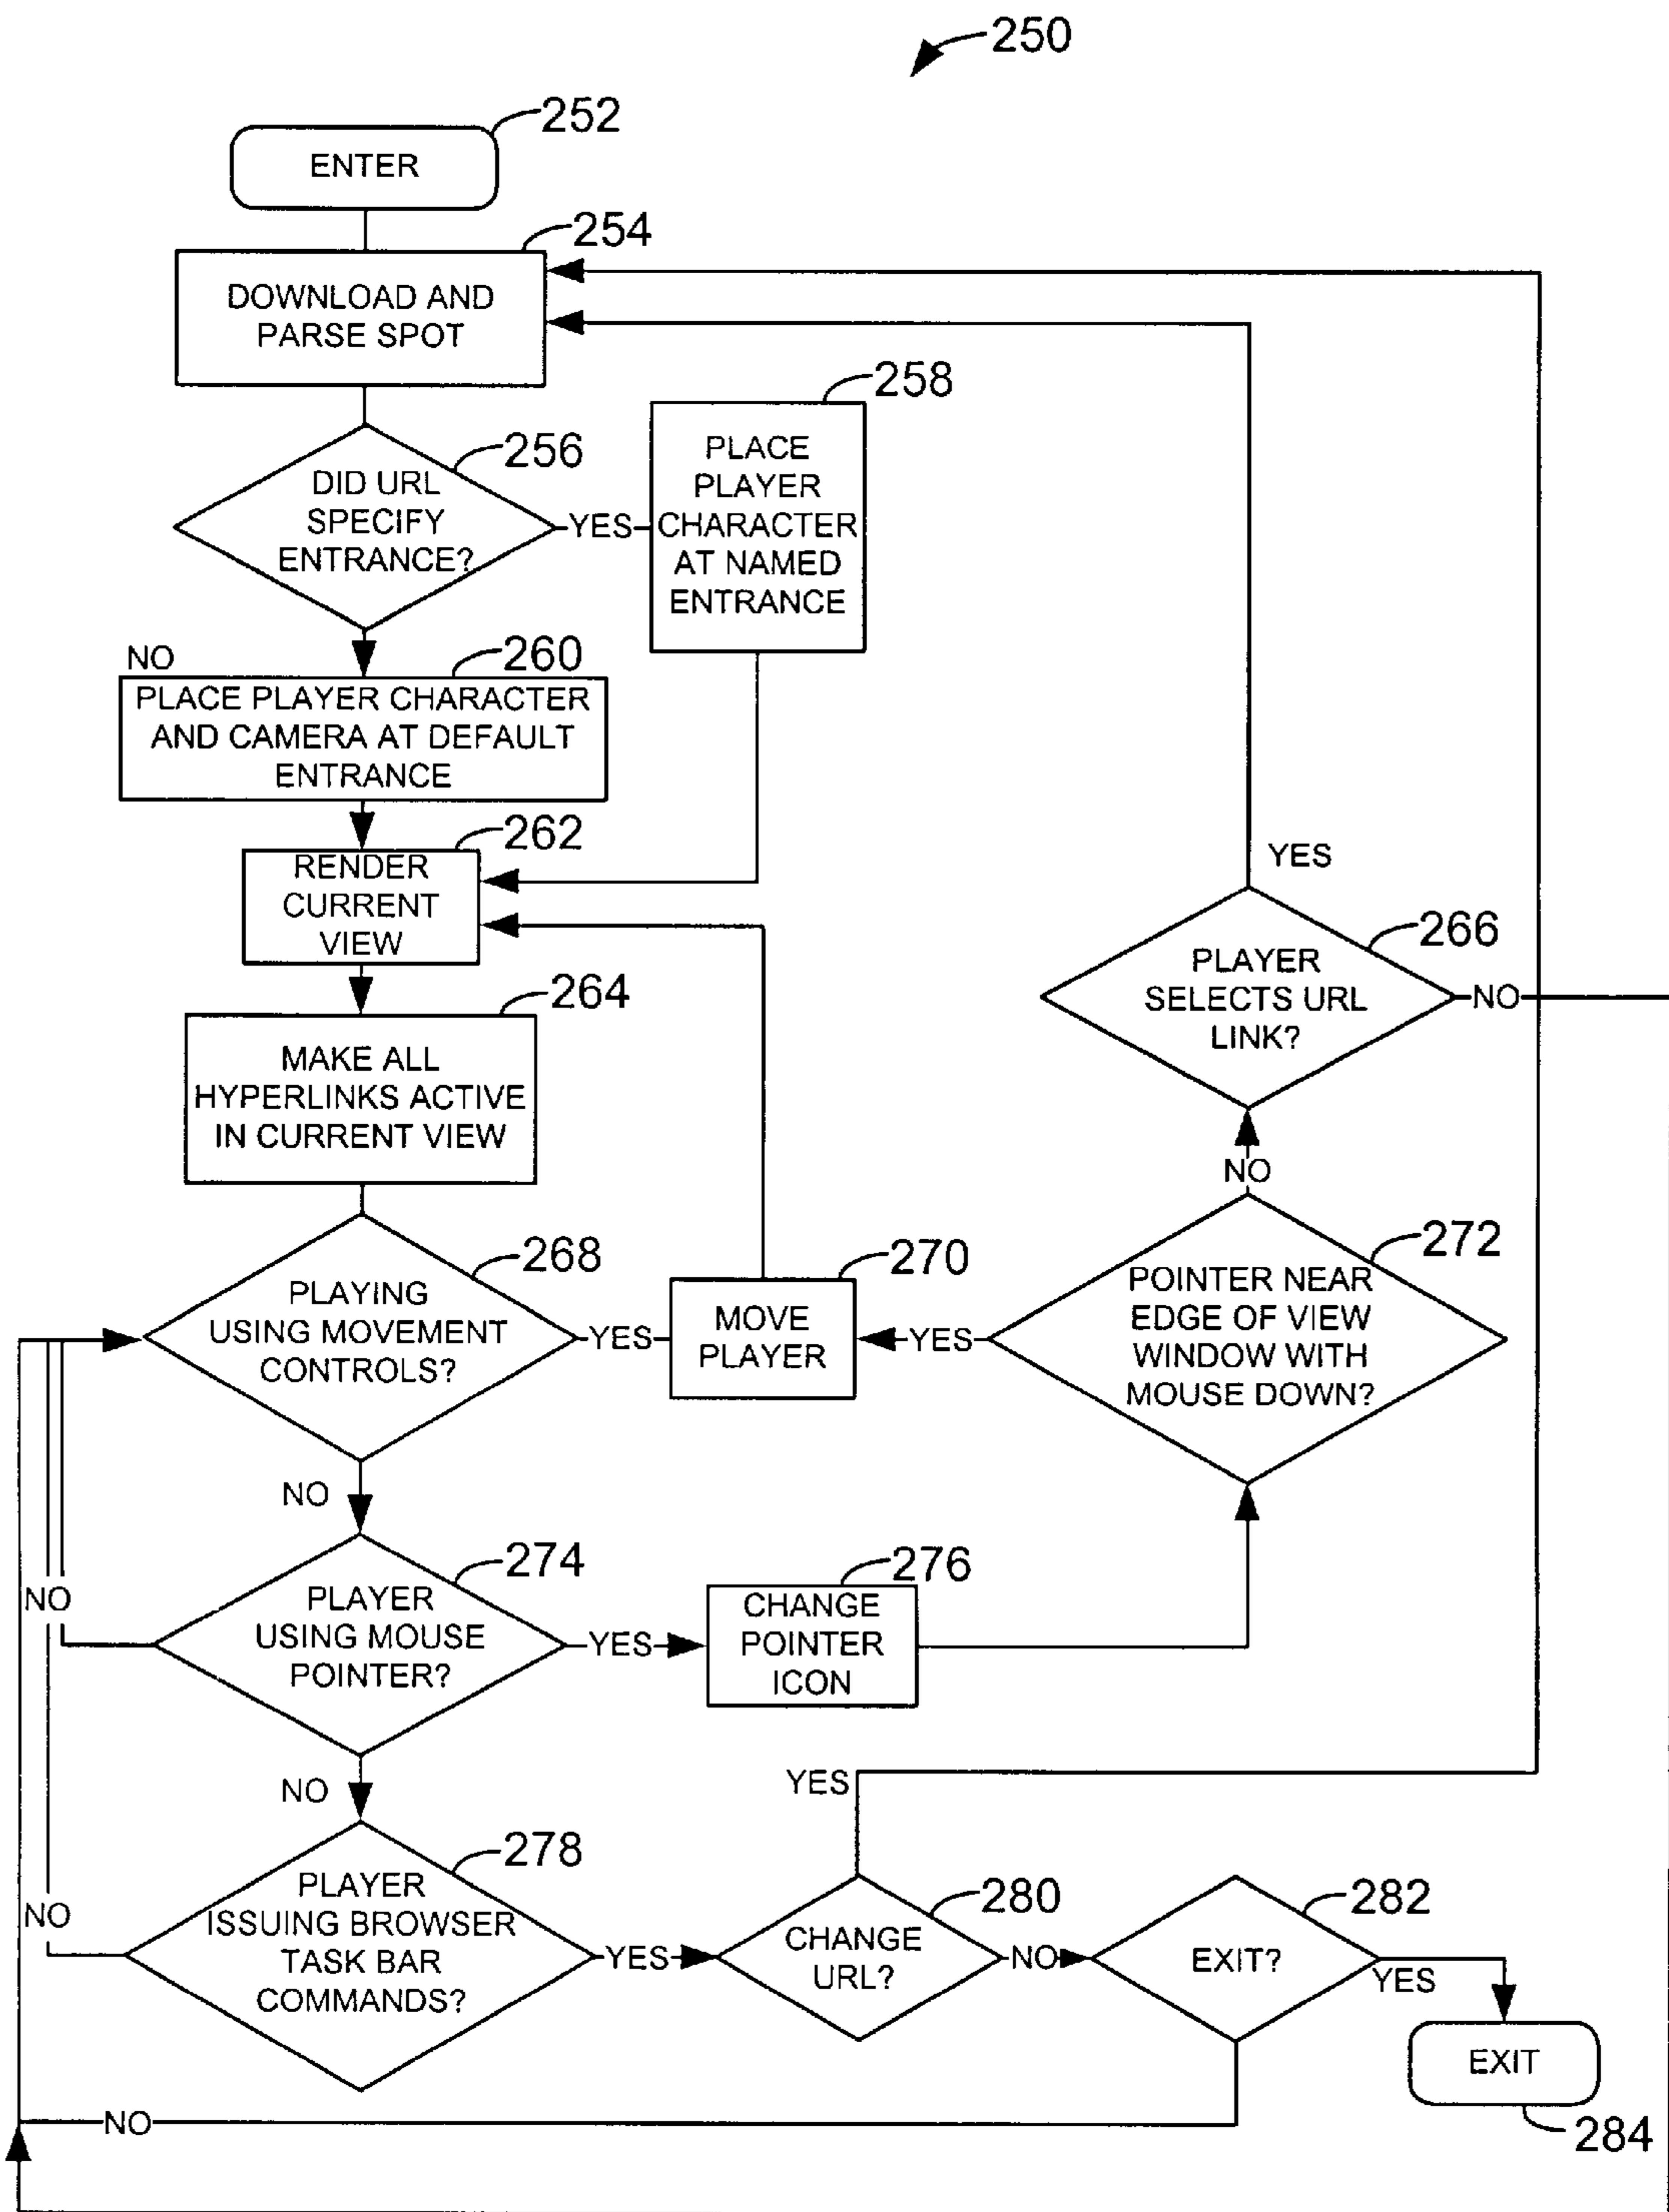 250
252
ENTER
254
DOWNLOAD AND
PARSE SPOT
256
DID URL
SPECIFY
ENTRANCE?
YES
258
PLACE
PLAYER
CHARACTER
AT NAMED
ENTRANCE
NO
260
PLACE PLAYER CHARACTER
AND CAMERA AT DEFAULT
ENTRANCE
262
RENDER
CURRENT
VIEW
264
MAKE ALL
HYPERLINKS ACTIVE
IN CURRENT VIEW
YES
266
PLAYER
SELECTS URL
LINK?
NO
NO
268
PLAYING
USING MOVEMENT
CONTROLS?
YES
270
MOVE
PLAYER
YES
272
POINTER NEAR
EDGE OF VIEW
WINDOW WITH
MOUSE DOWN?
NO
274
PLAYER
USING MOUSE
POINTER?
NO
YES
276
CHANGE
POINTER
ICON
NO
278
PLAYER
ISSUING BROWSER
TASK BAR
COMMANDS?
NO
YES
YES
280
CHANGE
URL?
NO
282
EXIT?
YES
EXIT
284
NO